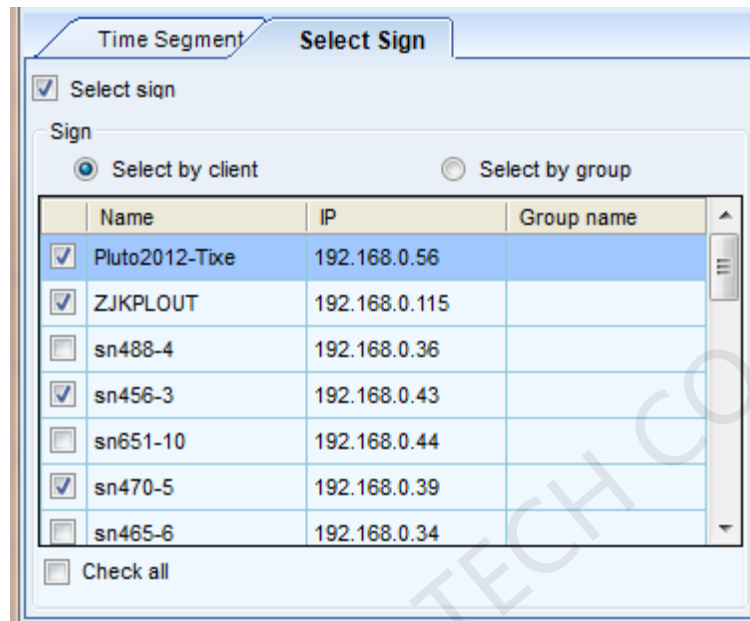 Time Segment Select Sign
Select sign
Sign
Select by client Select by group
Name IP Group name
Pluto2012-Tixe 192.168.0.56
ZJKPLOUT 192.168.0.115
sn488-4 192.168.0.36
sn456-3 192.168.0.43
sn651-10 192.168.0.44
sn470-5 192.168.0.39
sn465-6 192.168.0.34
Check all
TECH CO